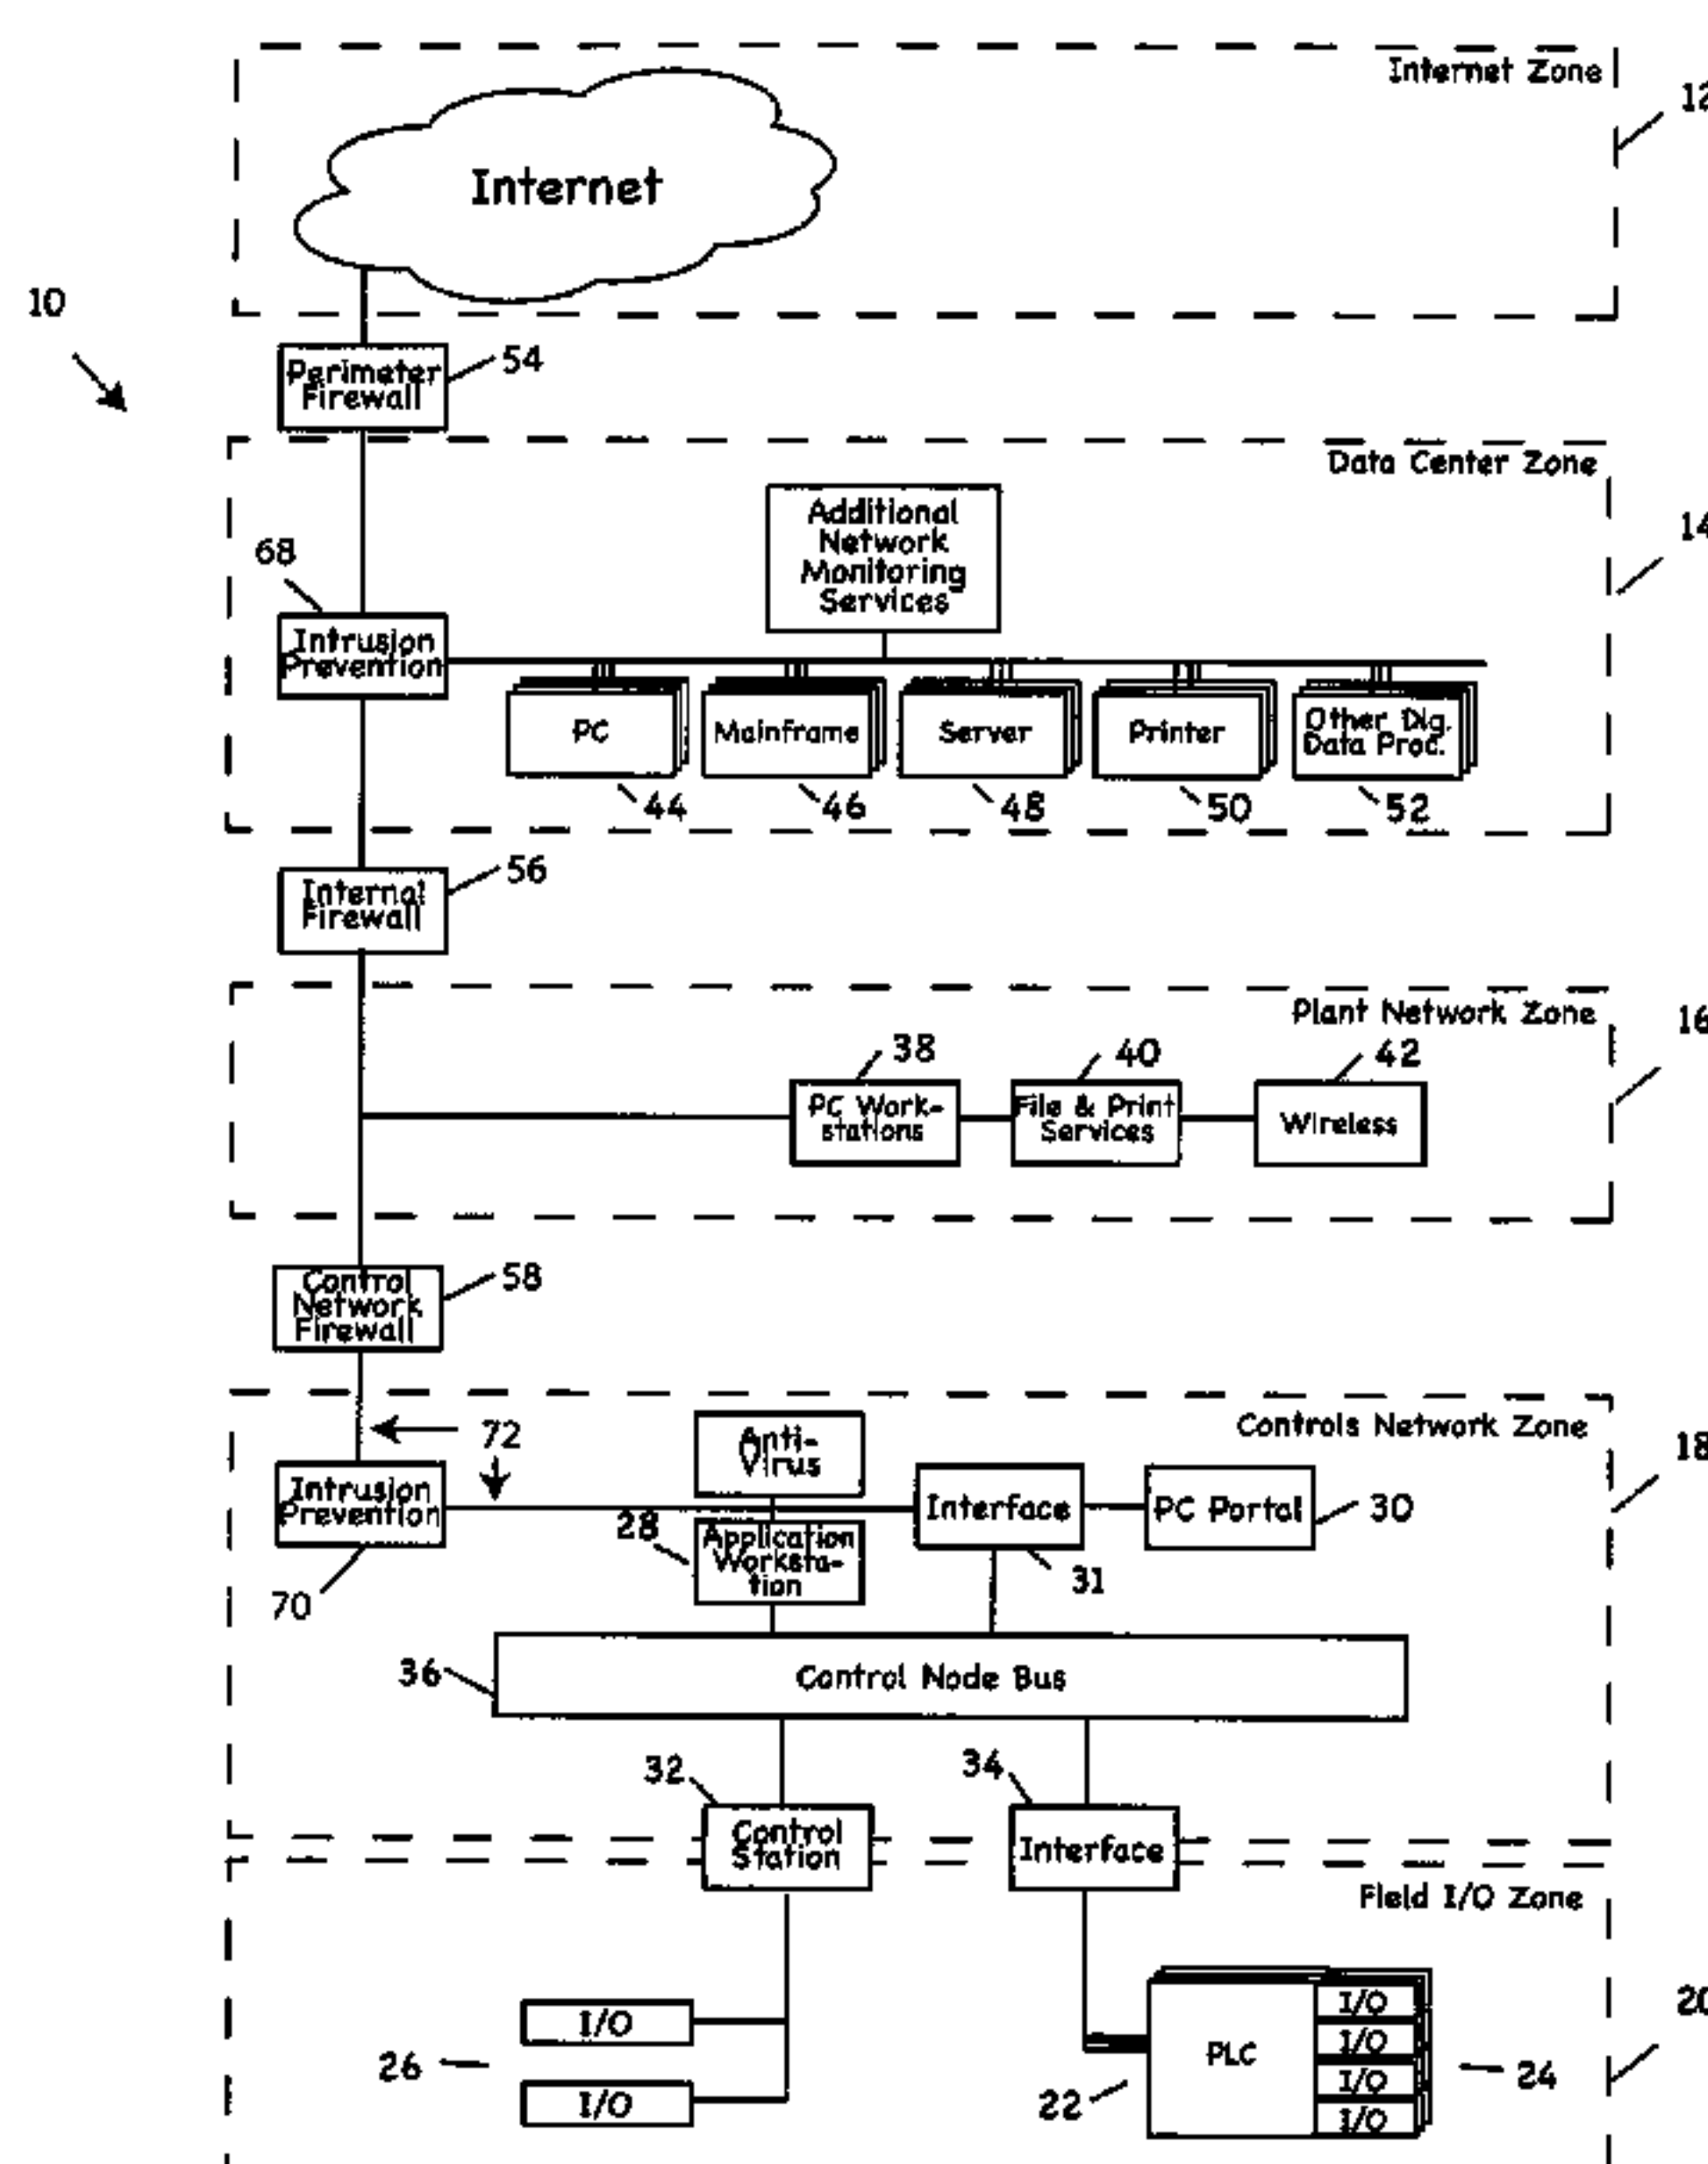 Internet Zone
12
Internet
10
Perimeter
Firewall
54
Data Center Zone
14
Additional
Network
Monitoring
Services
68
Intrusion
Prevention
PC
Mainframe
Server
Printer
Other Dig.
Data Proc.
44
46
48
50
52
Internal
Firewall
56
Plant Network Zone
16
38
40
42
PC Work-
stations
File & Print
Services
Wireless
Control
Network
Firewall
58
Controls Network Zone
18
72
Anti-
Virus
Intrusion
Prevention
Interface
PC Portal
30
28
Application
Worksta-
tion
31
70
36
Control Node Bus
32
34
Control
Station
Interface
Field I/O Zone
20
I/O
I/O
26
PLC
I/O
I/O
I/O
I/O
22
24